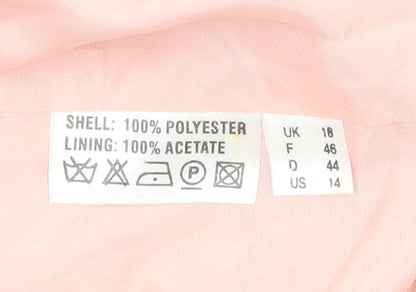 SHELL: 100% POLYESTER
LINING: 100% ACETATE
P
UK 18
F 46
D 44
US 14